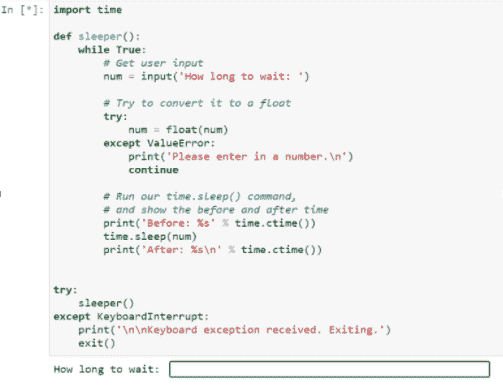 In [*]: import time
def sleeper():
    while True:
        # Get user input
        num = input('How long to wait: ')
        # Try to convert it to a float
        try:
            num = float(num)
        except ValueError:
            print('Please enter in a number.\n')
            continue
        # Run our time.sleep() command,
        # and show the before and after time
        print('Before: %s' % time.ctime())
        time.sleep(num)
        print('After: %s\n' % time.ctime())
try:
    sleeper()
except KeyboardInterrupt:
    print('\n\nKeyboard exception received. Exiting.')
    exit()
How long to wait: